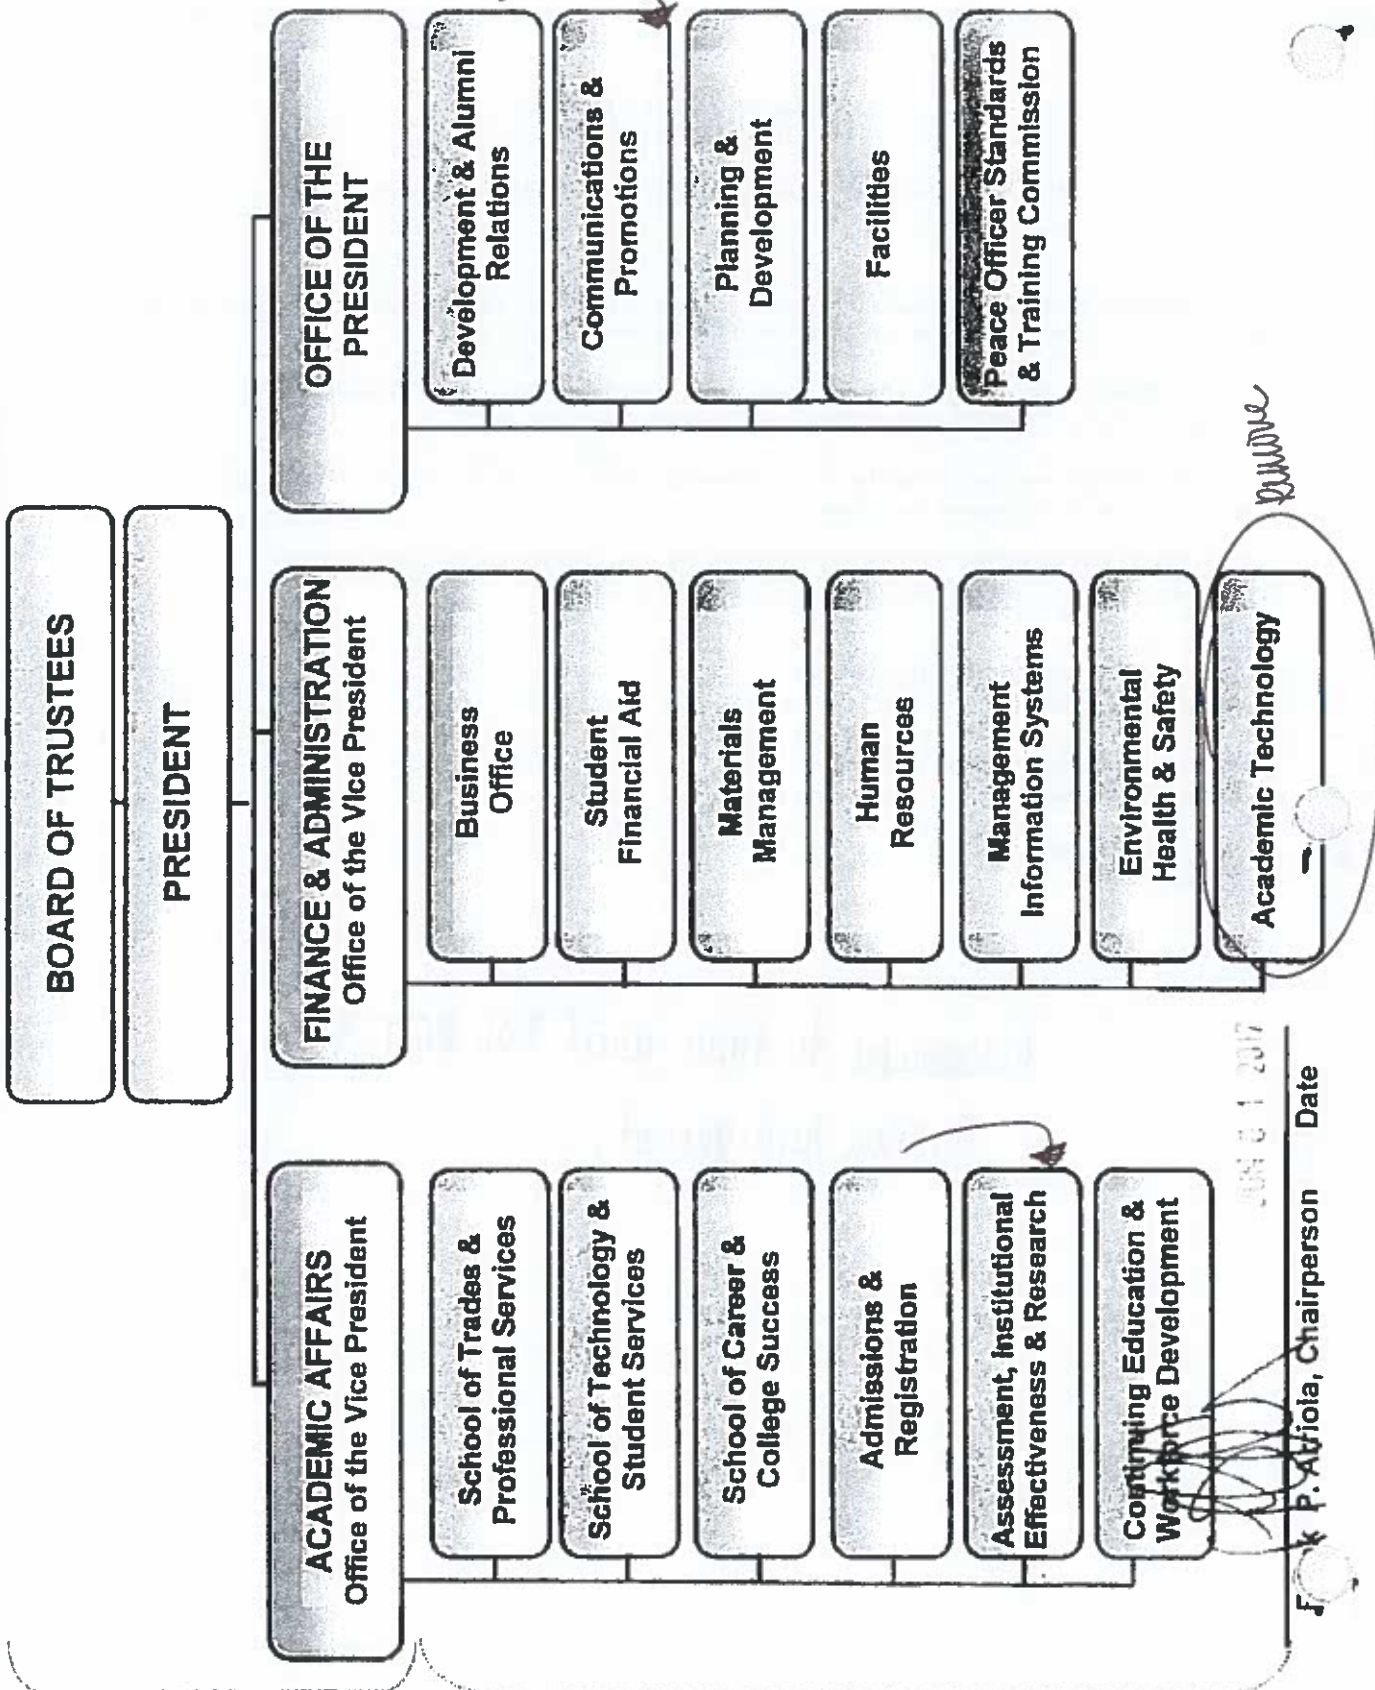 BOARD OF TRUSTEES
PRESIDENT
ACADEMIC AFFAIRS
Office of the Vice President
School of Trades &
Professional Services
School of Technology &
Student Services
School of Career &
College Success
Admissions &
Registration
Assessment, Institutional
Effectiveness & Research
Continuing Education &
Workforce Development
FINANCE & ADMINISTRATION
Office of the Vice President
Business
Office
Student
Financial Aid
Materials
Management
Human
Resources
Management
Information Systems
Environmental
Health & Safety
Academic Technology
Remove
OFFICE OF THE
PRESIDENT
Development & Alumni
Relations
Communications &
Promotions
Planning &
Development
Facilities
Peace Officer Standards
& Training Commission
P. Atriola, Chairperson Date